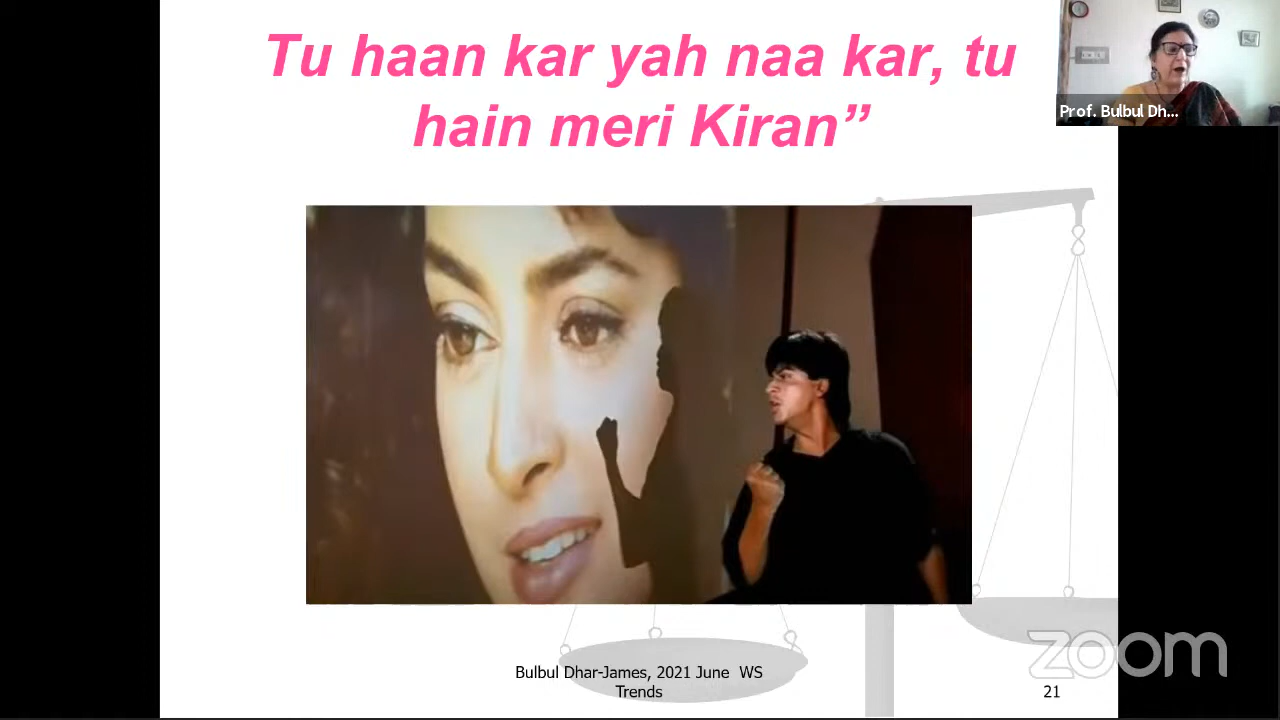 Tu haan kar yah naa kar, tu
hain meri Kiran”
Prof. Bulbul Dh...
Bulbul Dhar-James, 2021 June WS
Trends
21
zoom